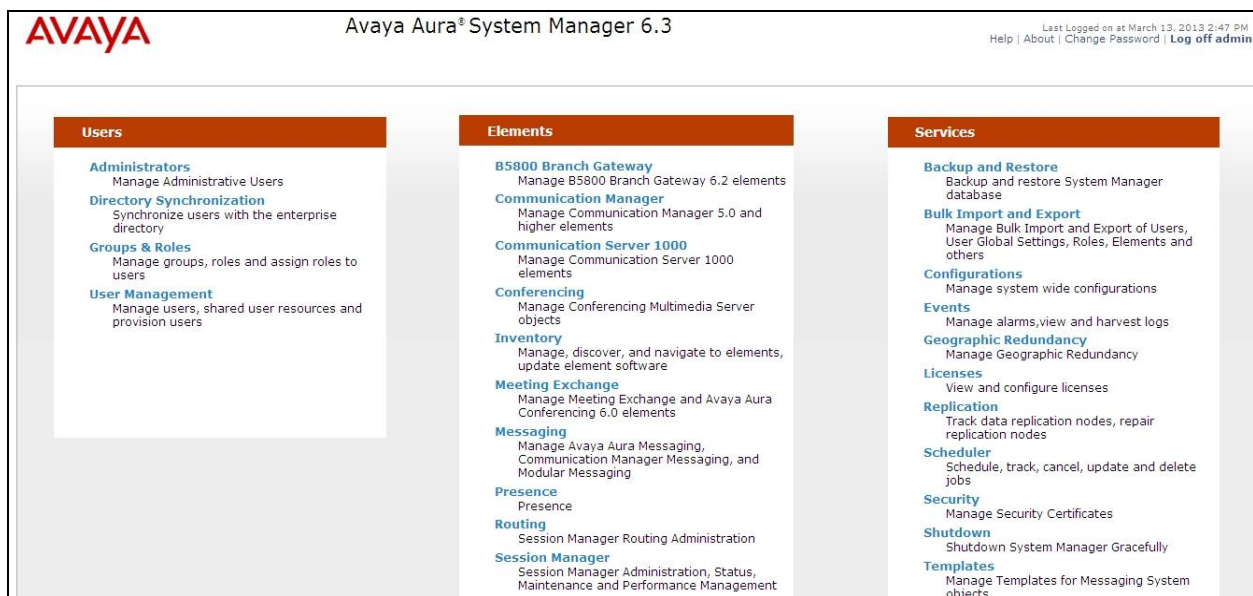 AVAYA
Avaya Aura® System Manager 6.3
Last Logged on at March 13, 2013 2:47 PM
Help | About | Change Password | Log off admin
Users
Administrators
Manage Administrative Users
Directory Synchronization
Synchronize users with the enterprise
directory
Groups & Roles
Manage groups, roles and assign roles to
users
User Management
Manage users, shared user resources and
provision users
Elements
B5800 Branch Gateway
Manage B5800 Branch Gateway 6.2 elements
Communication Manager
Manage Communication Manager 5.0 and
higher elements
Communication Server 1000
Manage Communication Server 1000
elements
Conferencing
Manage Conferencing Multimedia Server
objects
Inventory
Manage, discover, and navigate to elements,
update element software
Meeting Exchange
Manage Meeting Exchange and Avaya Aura
Conferencing 6.0 elements
Messaging
Manage Avaya Aura Messaging,
Communication Manager Messaging, and
Modular Messaging
Presence
Presence
Routing
Session Manager Routing Administration
Session Manager
Session Manager Administration, Status,
Maintenance and Performance Management
Services
Backup and Restore
Backup and restore System Manager
database
Bulk Import and Export
Manage Bulk Import and Export of Users,
User Global Settings, Roles, Elements and
others
Configurations
Manage system wide configurations
Events
Manage alarms,view and harvest logs
Geographic Redundancy
Manage Geographic Redundancy
Licenses
View and configure licenses
Replication
Track data replication nodes, repair
replication nodes
Scheduler
Schedule, track, cancel, update and delete
jobs
Security
Manage Security Certificates
Shutdown
Shutdown System Manager Gracefully
Templates
Manage Templates for Messaging System
objects